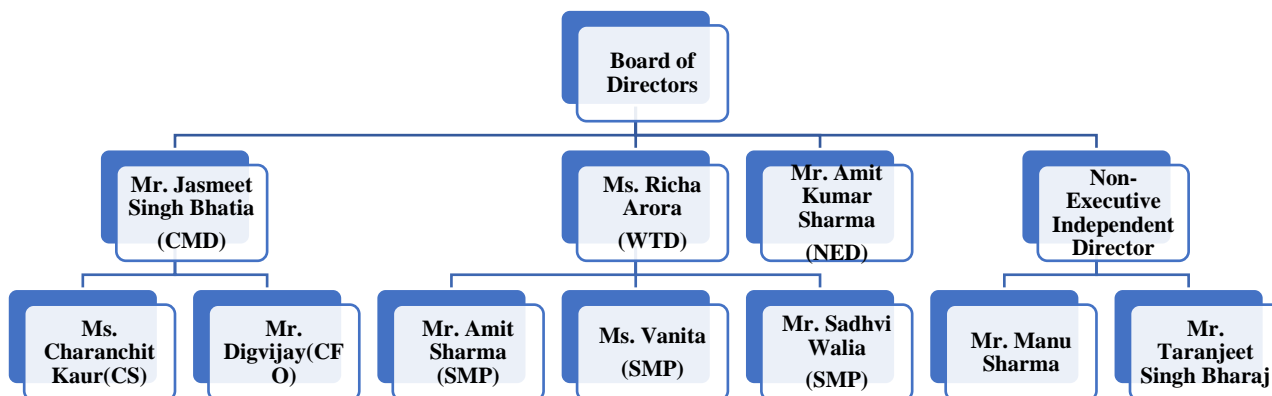 Board of
Directors
Mr. Jasmeet
Singh Bhatia
(CMD)
Ms. Richa
Arora
(WTD)
Mr. Amit
Kumar
Sharma
(NED)
Non-
Executive
Independent
Director
Ms.
Charanchit
Kaur(CS)
Mr.
Digvijay(CF
O)
Mr. Amit
Sharma
(SMP)
Ms. Vanita
(SMP)
Mr. Sadhvi
Walia
(SMP)
Mr. Manu
Sharma
Mr.
Taranjeet
Singh Bharaj